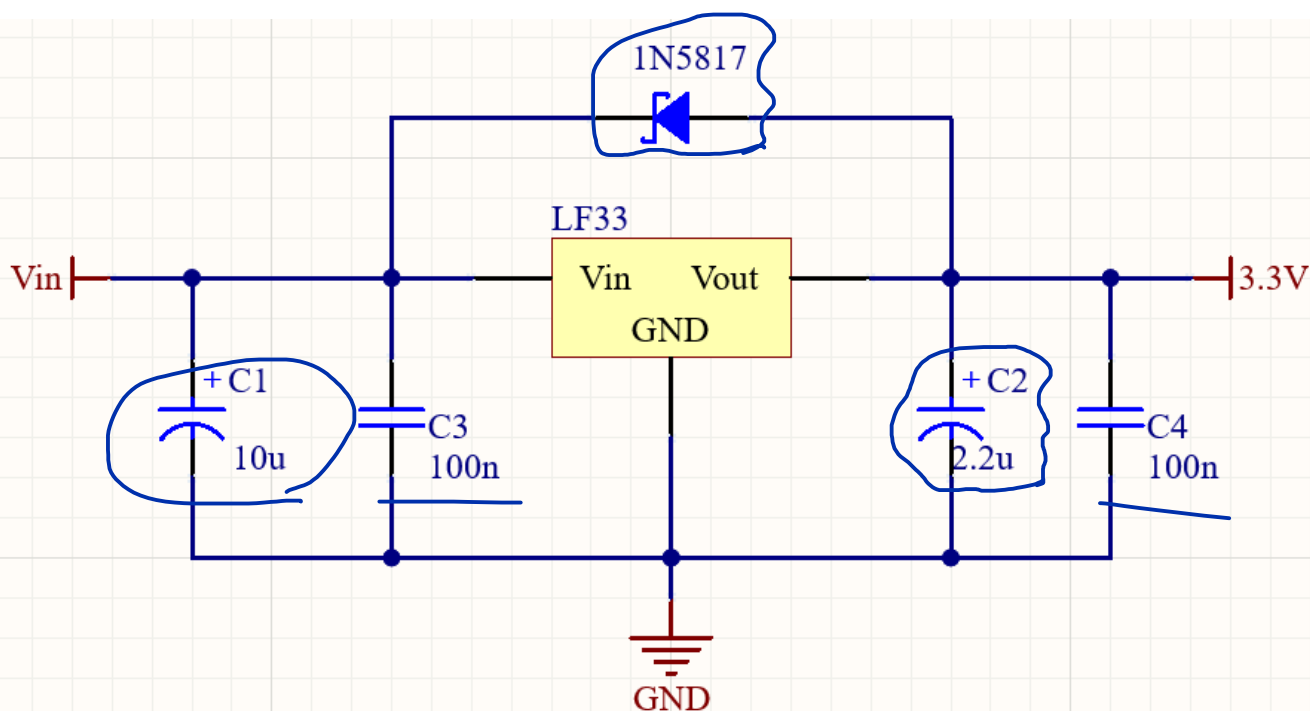 1N5817
LF33
Vin
Vin Vout
3.3V
GND
+ C1
10u
C3
100n
+ C2
2.2u
C4
100n
GND